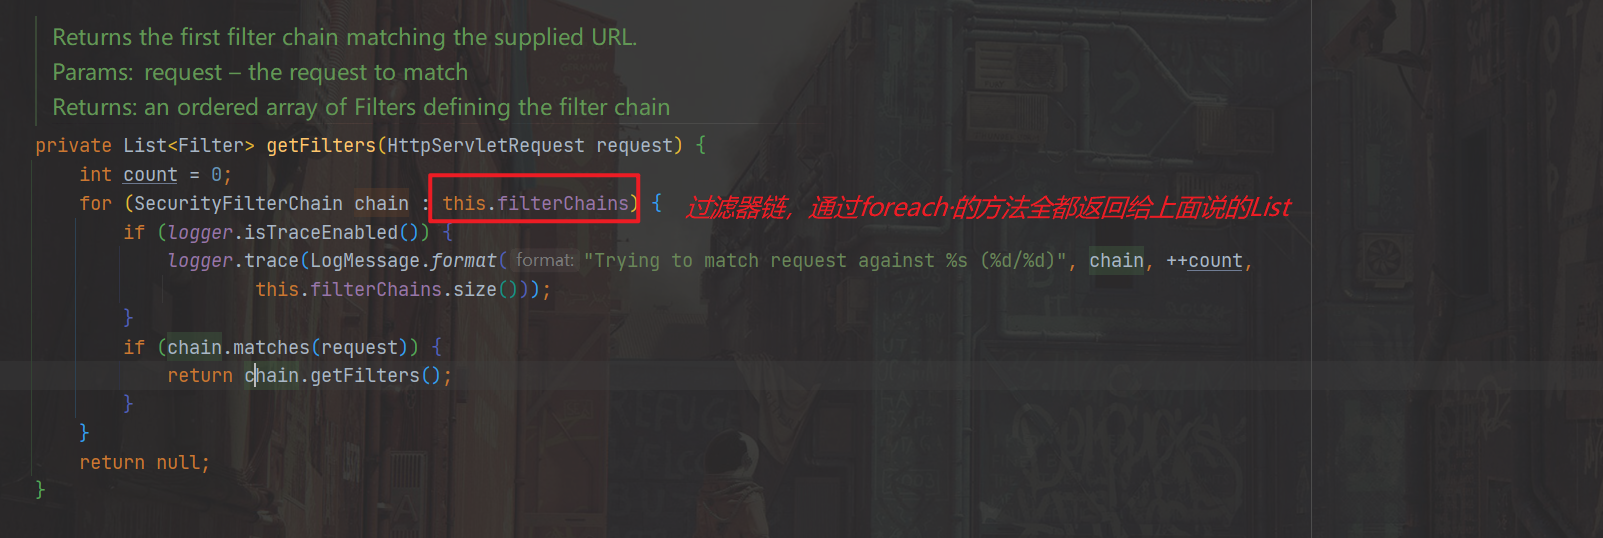 Returns the first filter chain matching the supplied URL.
Params: request – the request to match
Returns: an ordered array of Filters defining the filter chain
private List<Filter> getFilters(HttpServletRequest request) {
int count = 0;
for (SecurityFilterChain chain : this.filterChains) { 过滤器链，通过foreach·的方法全都返回给上面说的List
if (logger.isTraceEnabled()) {
logger.trace(LogMessage.format( format: "Trying to match request against %s (%d/%d)", chain, ++count,
this.filterChains.size()));
}
if (chain.matches(request)) {
return chain.getFilters();
}
}
return null;
}